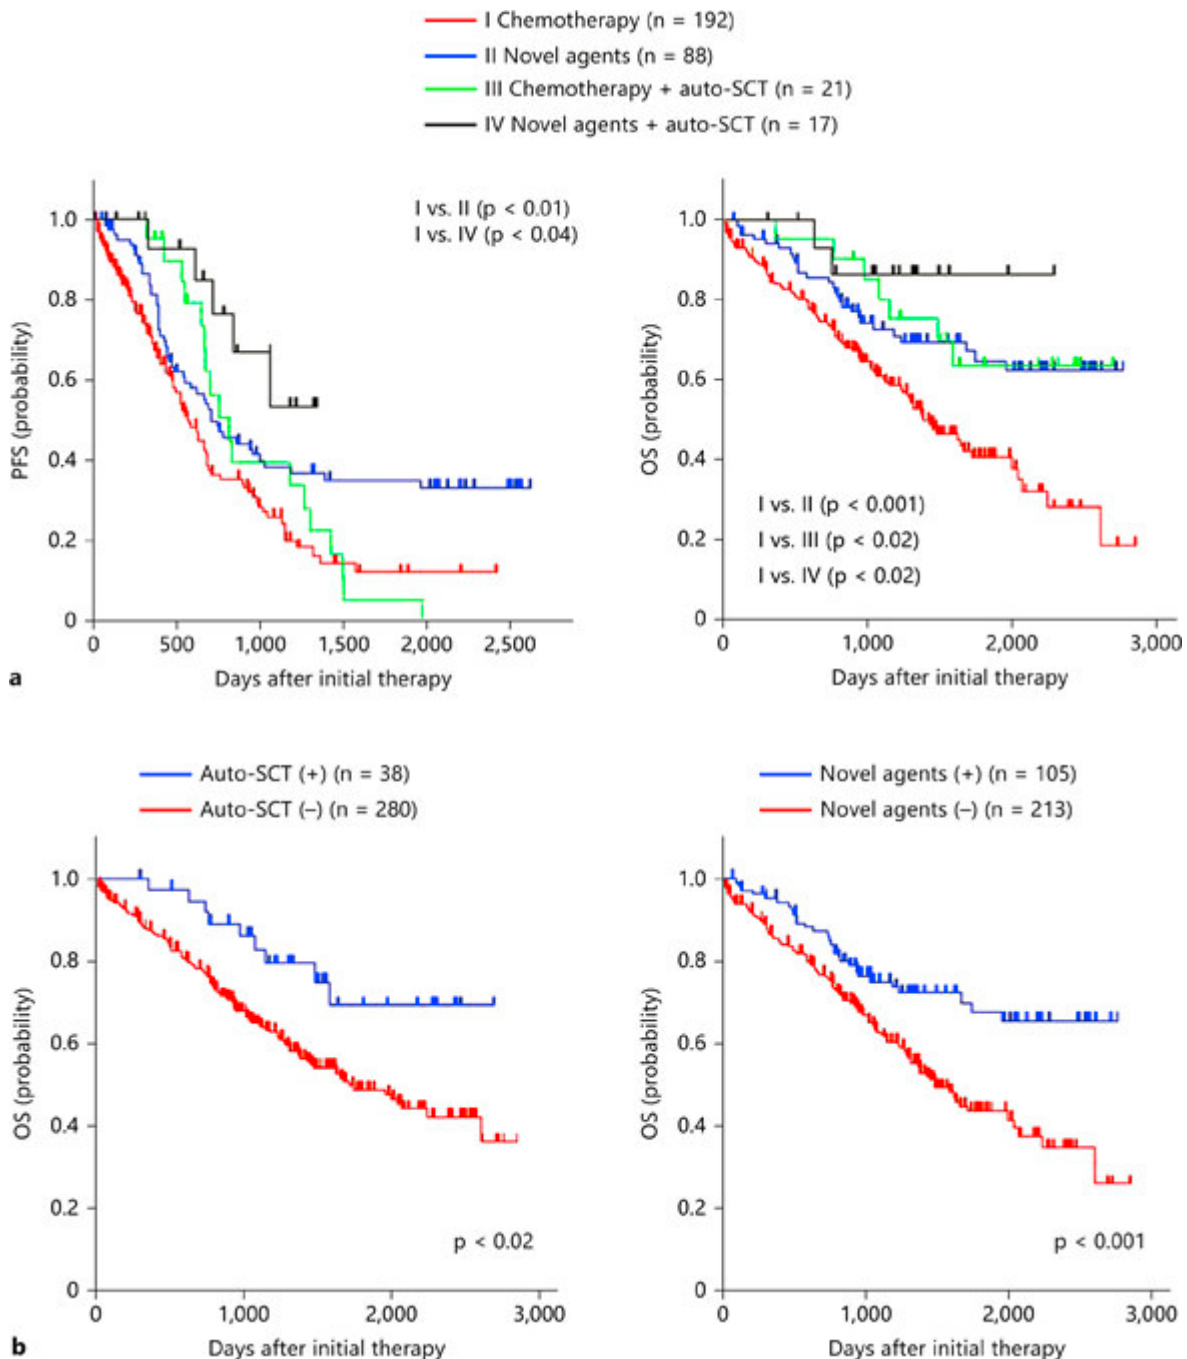 I Chemotherapy (n = 192)
II Novel agents (n = 88)
III Chemotherapy + auto-SCT (n = 21)
IV Novel agents + auto-SCT (n = 17)
I vs. II (p < 0.01)
I vs. IV (p < 0.04)
1.0
0.8
0.6
0.4
0.2
0
PFS (probability)
0 500 1,000 1,500 2,000 2,500
Days after initial therapy
1.0
0.8
0.6
0.4
0.2
0
OS (probability)
I vs. II (p < 0.001)
I vs. III (p < 0.02)
I vs. IV (p < 0.02)
0 1,000 2,000 3,000
Days after initial therapy
a
Auto-SCT (+) (n = 38)
Auto-SCT (–) (n = 280)
1.0
0.8
0.6
0.4
0.2
0
OS (probability)
p < 0.02
0 1,000 2,000 3,000
Days after initial therapy
Novel agents (+) (n = 105)
Novel agents (–) (n = 213)
1.0
0.8
0.6
0.4
0.2
0
OS (probability)
p < 0.001
0 1,000 2,000 3,000
Days after initial therapy
b